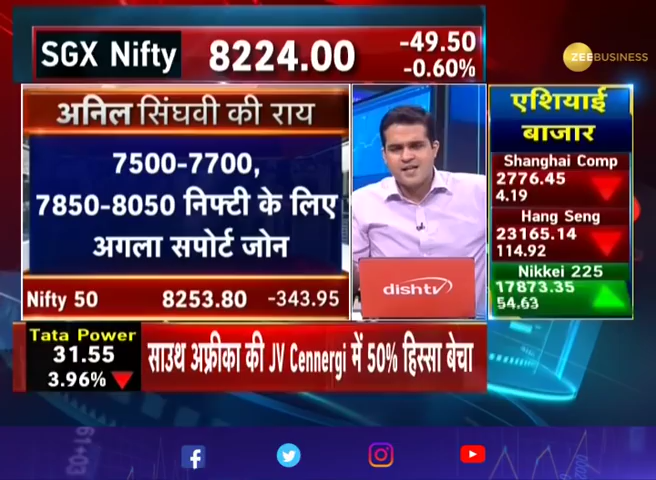 SGX Nifty 8224.00 -49.50
-0.60%
ZEEBUSINESS
अनिल सिंघवी की राय
7500-7700,
7850-8050 निफ्टी के लिए
अगला सपोर्ट जोन
Nifty 50 8253.80 -343.95
dishtv
एशियाई
बाजार
Shanghai Comp
2776.45
4.19
Hang Seng
23165.14
114.92
Nikkei 225
17873.35
54.63
Tata Power
31.55
3.96%
साउथ अफ्रीका की JV Cennergi में 50% हिस्सा बेचा